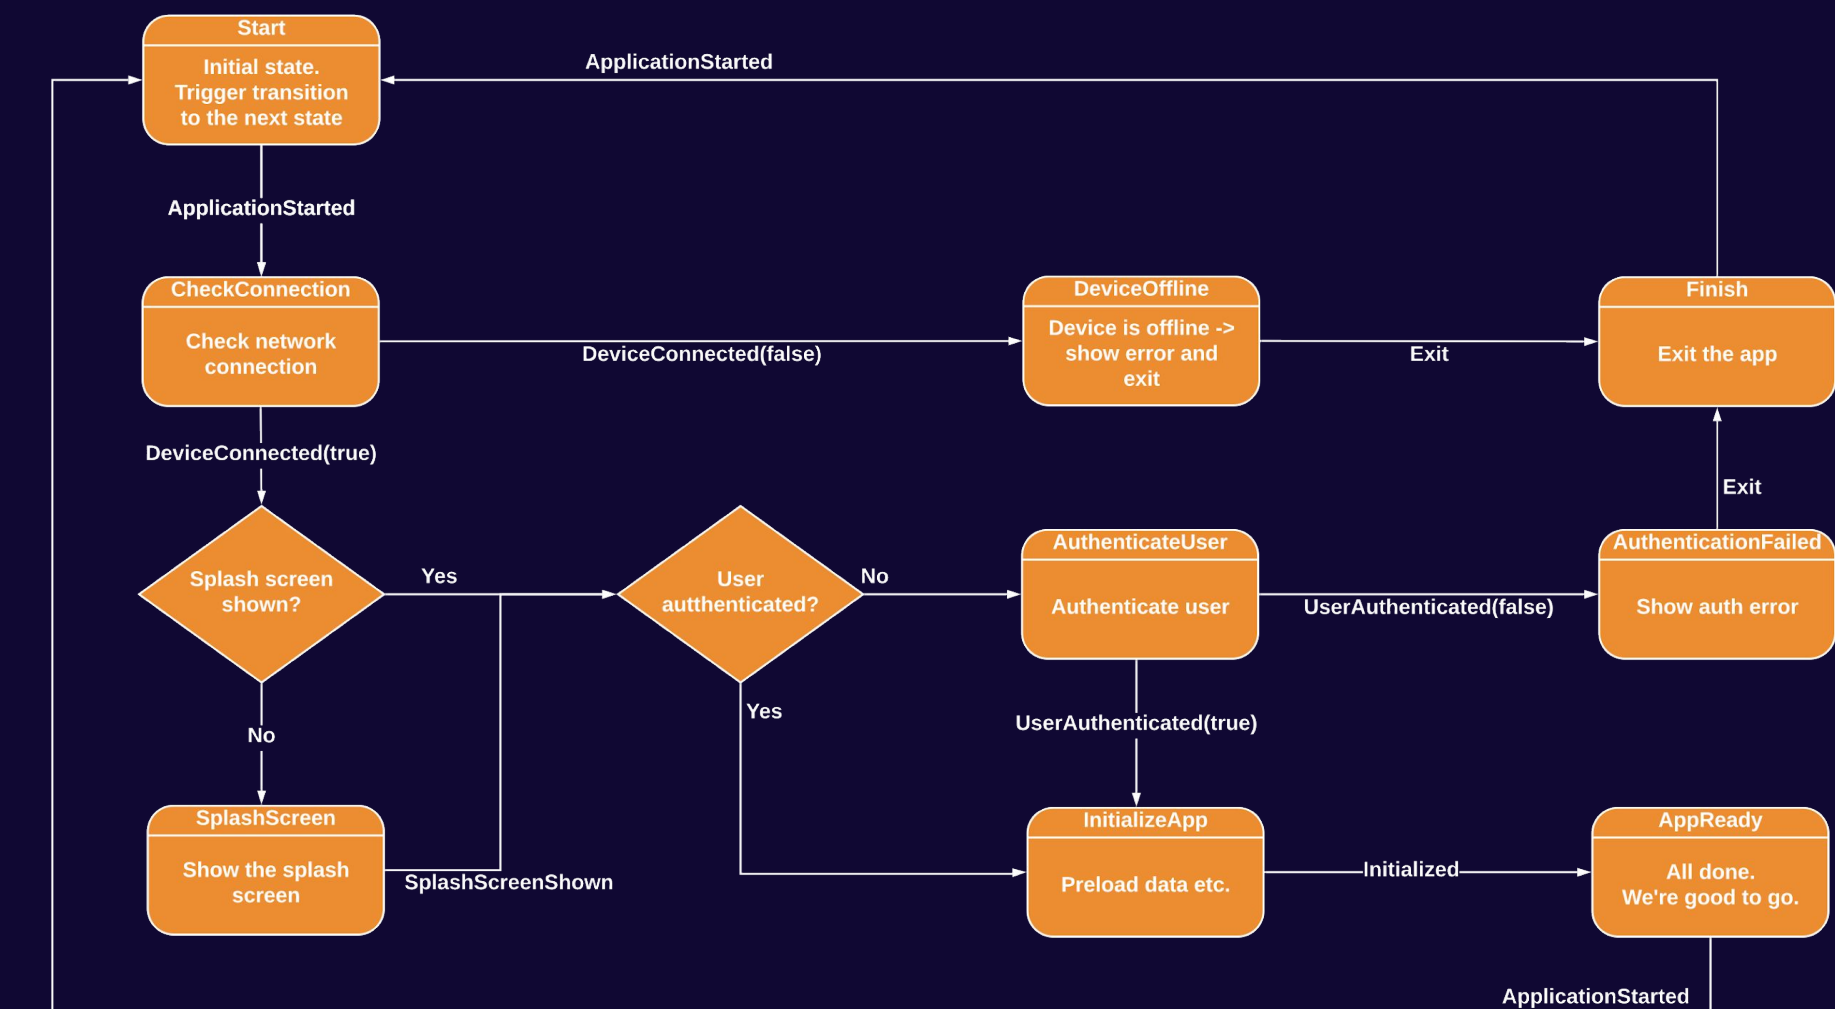 Start
Initial state.
Trigger transition
to the next state
ApplicationStarted
ApplicationStarted
CheckConnection
Check network
connection
DeviceConnected(false)
DeviceOffline
Device is offline ->
show error and
exit
Exit
Finish
Exit the app
DeviceConnected(true)
Exit
Splash screen
shown?
Yes
User
autthenticated?
No
AuthenticateUser
Authenticate user
UserAuthenticated(false)
AuthenticationFailed
Show auth error
No
Yes
UserAuthenticated(true)
SplashScreen
Show the splash
screen
SplashScreenShown
InitializeApp
Preload data etc.
Initialized
AppReady
All done.
We're good to go.
ApplicationStarted